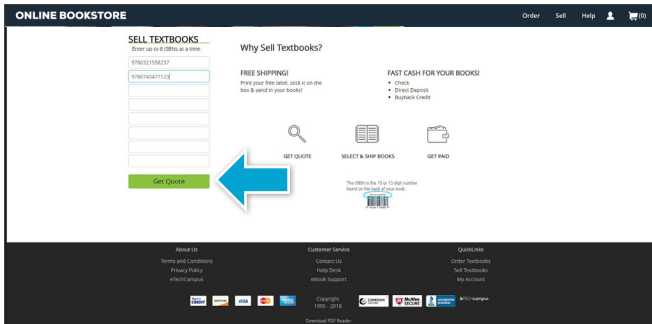 ONLINE BOOKSTORE
Order Sell Help (0)
SELL TEXTBOOKS
Enter up to 8 ISBNs at a time
9780321558237
9780743477123
Get Quote
Why Sell Textbooks?
FREE SHIPPING!
Print your free label, stick it on the
box & send in your books!
FAST CASH FOR YOUR BOOKS!
• Check
• Direct Deposit
• Buyback Credit
GET QUOTE
SELECT & SHIP BOOKS
GET PAID
The ISBN is the 10 or 13 digit number
found on the back of your book.
About Us
Terms and Conditions
Privacy Policy
eTechCampus
Customer Service
Contact Us
Help Desk
eBook Support
QuickLinks
Order Textbooks
Sell Textbooks
My Account
VISA
Copyright
1995 - 2018
McAfee
SECURE
Download PDF Reader